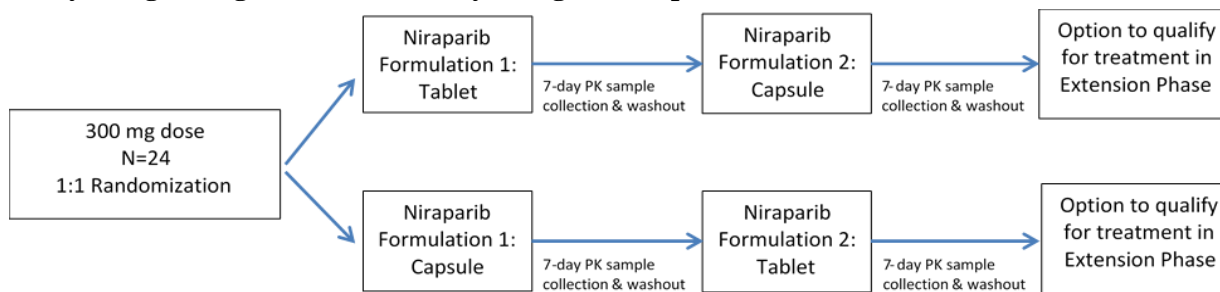 300 mg dose
N=24
1:1 Randomization
Niraparib
Formulation 1:
Tablet
7-day PK sample
collection & washout
Niraparib
Formulation 2:
Capsule
7-day PK sample
collection & washout
Option to qualify
for treatment in
Extension Phase
Niraparib
Formulation 1:
Capsule
7-day PK sample
collection & washout
Niraparib
Formulation 2:
Tablet
7-day PK sample
collection & washout
Option to qualify
for treatment in
Extension Phase